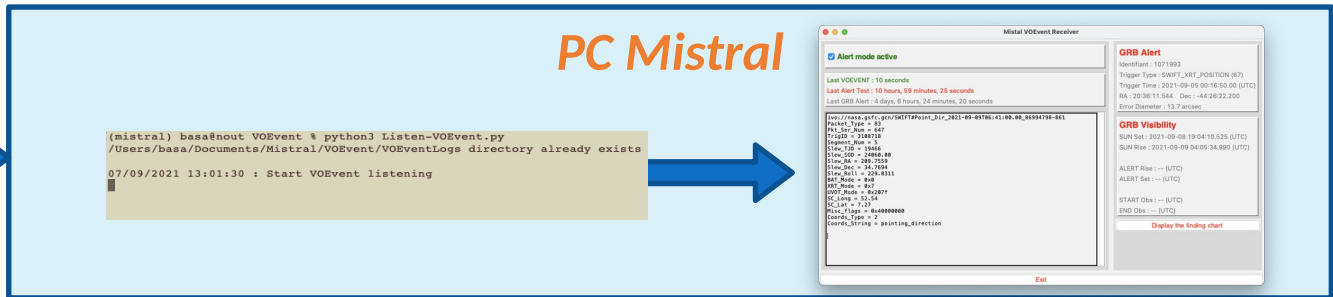 PC Mistral
(mistral) basa@nout VOEvent % python3 Listen-VOEvent.py
/Users/basa/Documents/Mistral/VOEvent/VOEventLogs directory already exists
07/09/2021 13:01:30 : Start VOEvent listening
Mistal VOEvent Receiver
Alert mode active
Last VOEVENT : 10 seconds
Last Alert Test : 10 hours, 59 minutes, 25 seconds
Last GRB Alert : 4 days, 6 hours, 24 minutes, 20 seconds
ivo://nasa.gsfc.gcn/SWIFT#Point_Dir_2021-09-09T06:41:00.00_86994798-061
Packet_Type = 83
Pkt_Ser_Num = 647
TrigID = 3108718
Segment_Num = 5
Slew_TJD = 19466
Slew_SOD = 24060.00
Slew_RA = 209.7559
Slew_Dec = 34.7694
Slew_Roll = 229.8311
BAT_Mode = 0x0
XRT_Mode = 0x7
UVOT_Mode = 0x207f
SC_Long = 52.54
SC_Lat = 7.27
Misc_flags = 0x40000000
Coords_Type = 2
Coords_String = pointing_direction
GRB Alert
Identifiant : 1071993
Trigger Type : SWIFT_XRT_POSITION (67)
Trigger Time : 2021-09-05 00:16:50.00 (UTC)
RA : 20:36:11.544 Dec : -44:26:22.200
Error Diameter : 13.7 arcsec
GRB Visibility
SUN Set : 2021-09-08 19:04:10.525 (UTC)
SUN Rise : 2021-09-09 04:05:34.990 (UTC)
ALERT Rise : -- (UTC)
ALERT Set : -- (UTC)
START Obs : -- (UTC)
END Obs : -- (UTC)
Display the finding chart
Exit